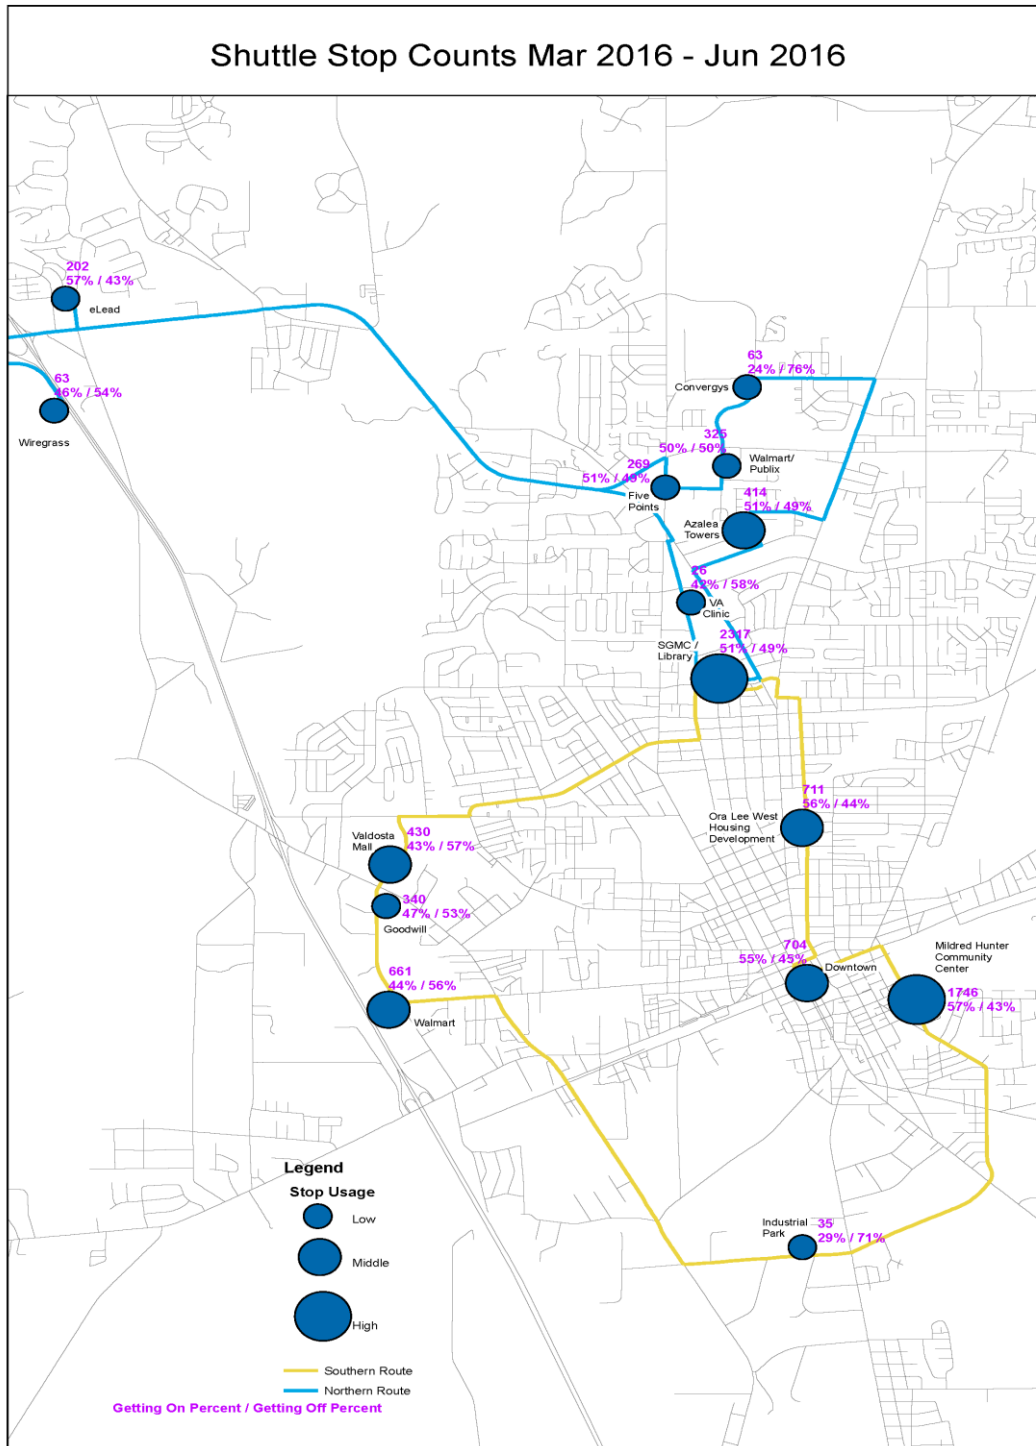 Shuttle Stop Counts Mar 2016 - Jun 2016
202
57% / 43%
eLead
63
46% / 54%
Wiregrass
63
24% / 76%
Convergys
325
50% / 50%
Walmart/
Publix
269
51% / 49%
Five
Points
414
51% / 49%
Azalea
Towers
26
42% / 58%
VA
Clinic
2317
51% / 49%
SGMC /
Library
711
56% / 44%
Ora Lee West
Housing
Development
430
43% / 57%
Valdosta
Mall
340
47% / 53%
Goodwill
661
44% / 56%
Walmart
704
55% / 45%
Downtown
Mildred Hunter
Community
Center
1746
57% / 43%
Industrial
Park
35
29% / 71%
Legend
Stop Usage
Low
Middle
High
Southern Route
Northern Route
Getting On Percent / Getting Off Percent